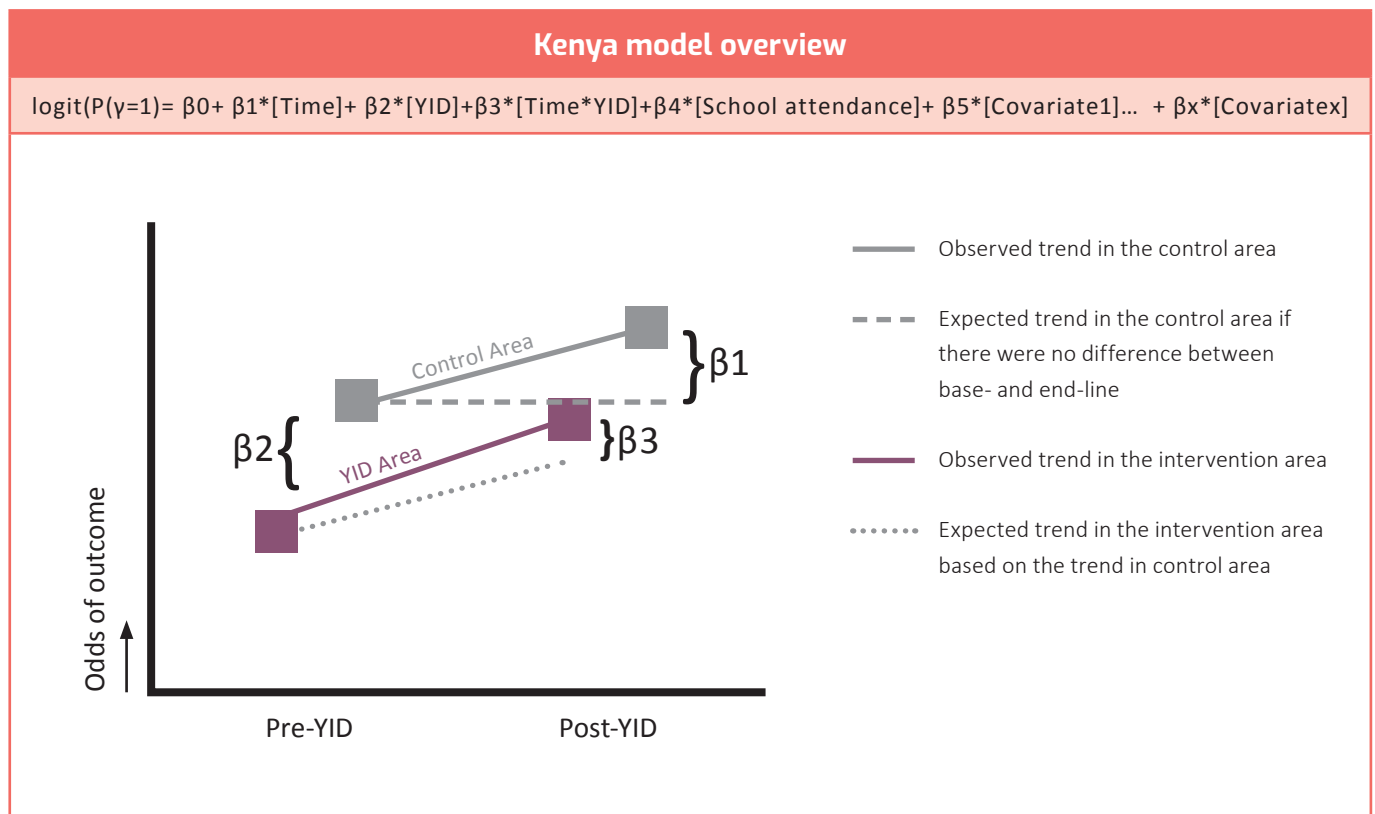 Kenya model overview
logit(P(γ=1)= β0+ β1*[Time]+ β2*[YID]+β3*[Time*YID]+β4*[School attendance]+ β5*[Covariate1]... + βx*[Covariatex]
Odds of outcome
Control Area
YID Area
β1
β2
β3
Pre-YID
Post-YID
Observed trend in the control area
Expected trend in the control area if
there were no difference between
base- and end-line
Observed trend in the intervention area
Expected trend in the intervention area
based on the trend in control area